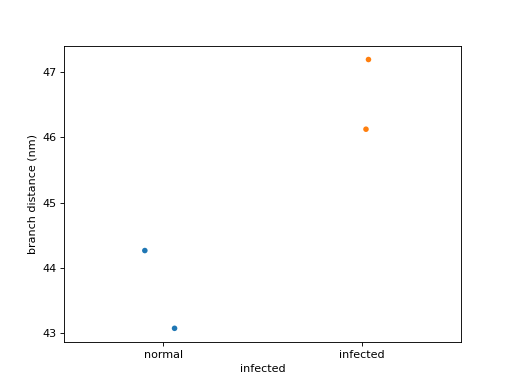 47
46
45
44
43
branch distance (nm)
normal
infected
infected